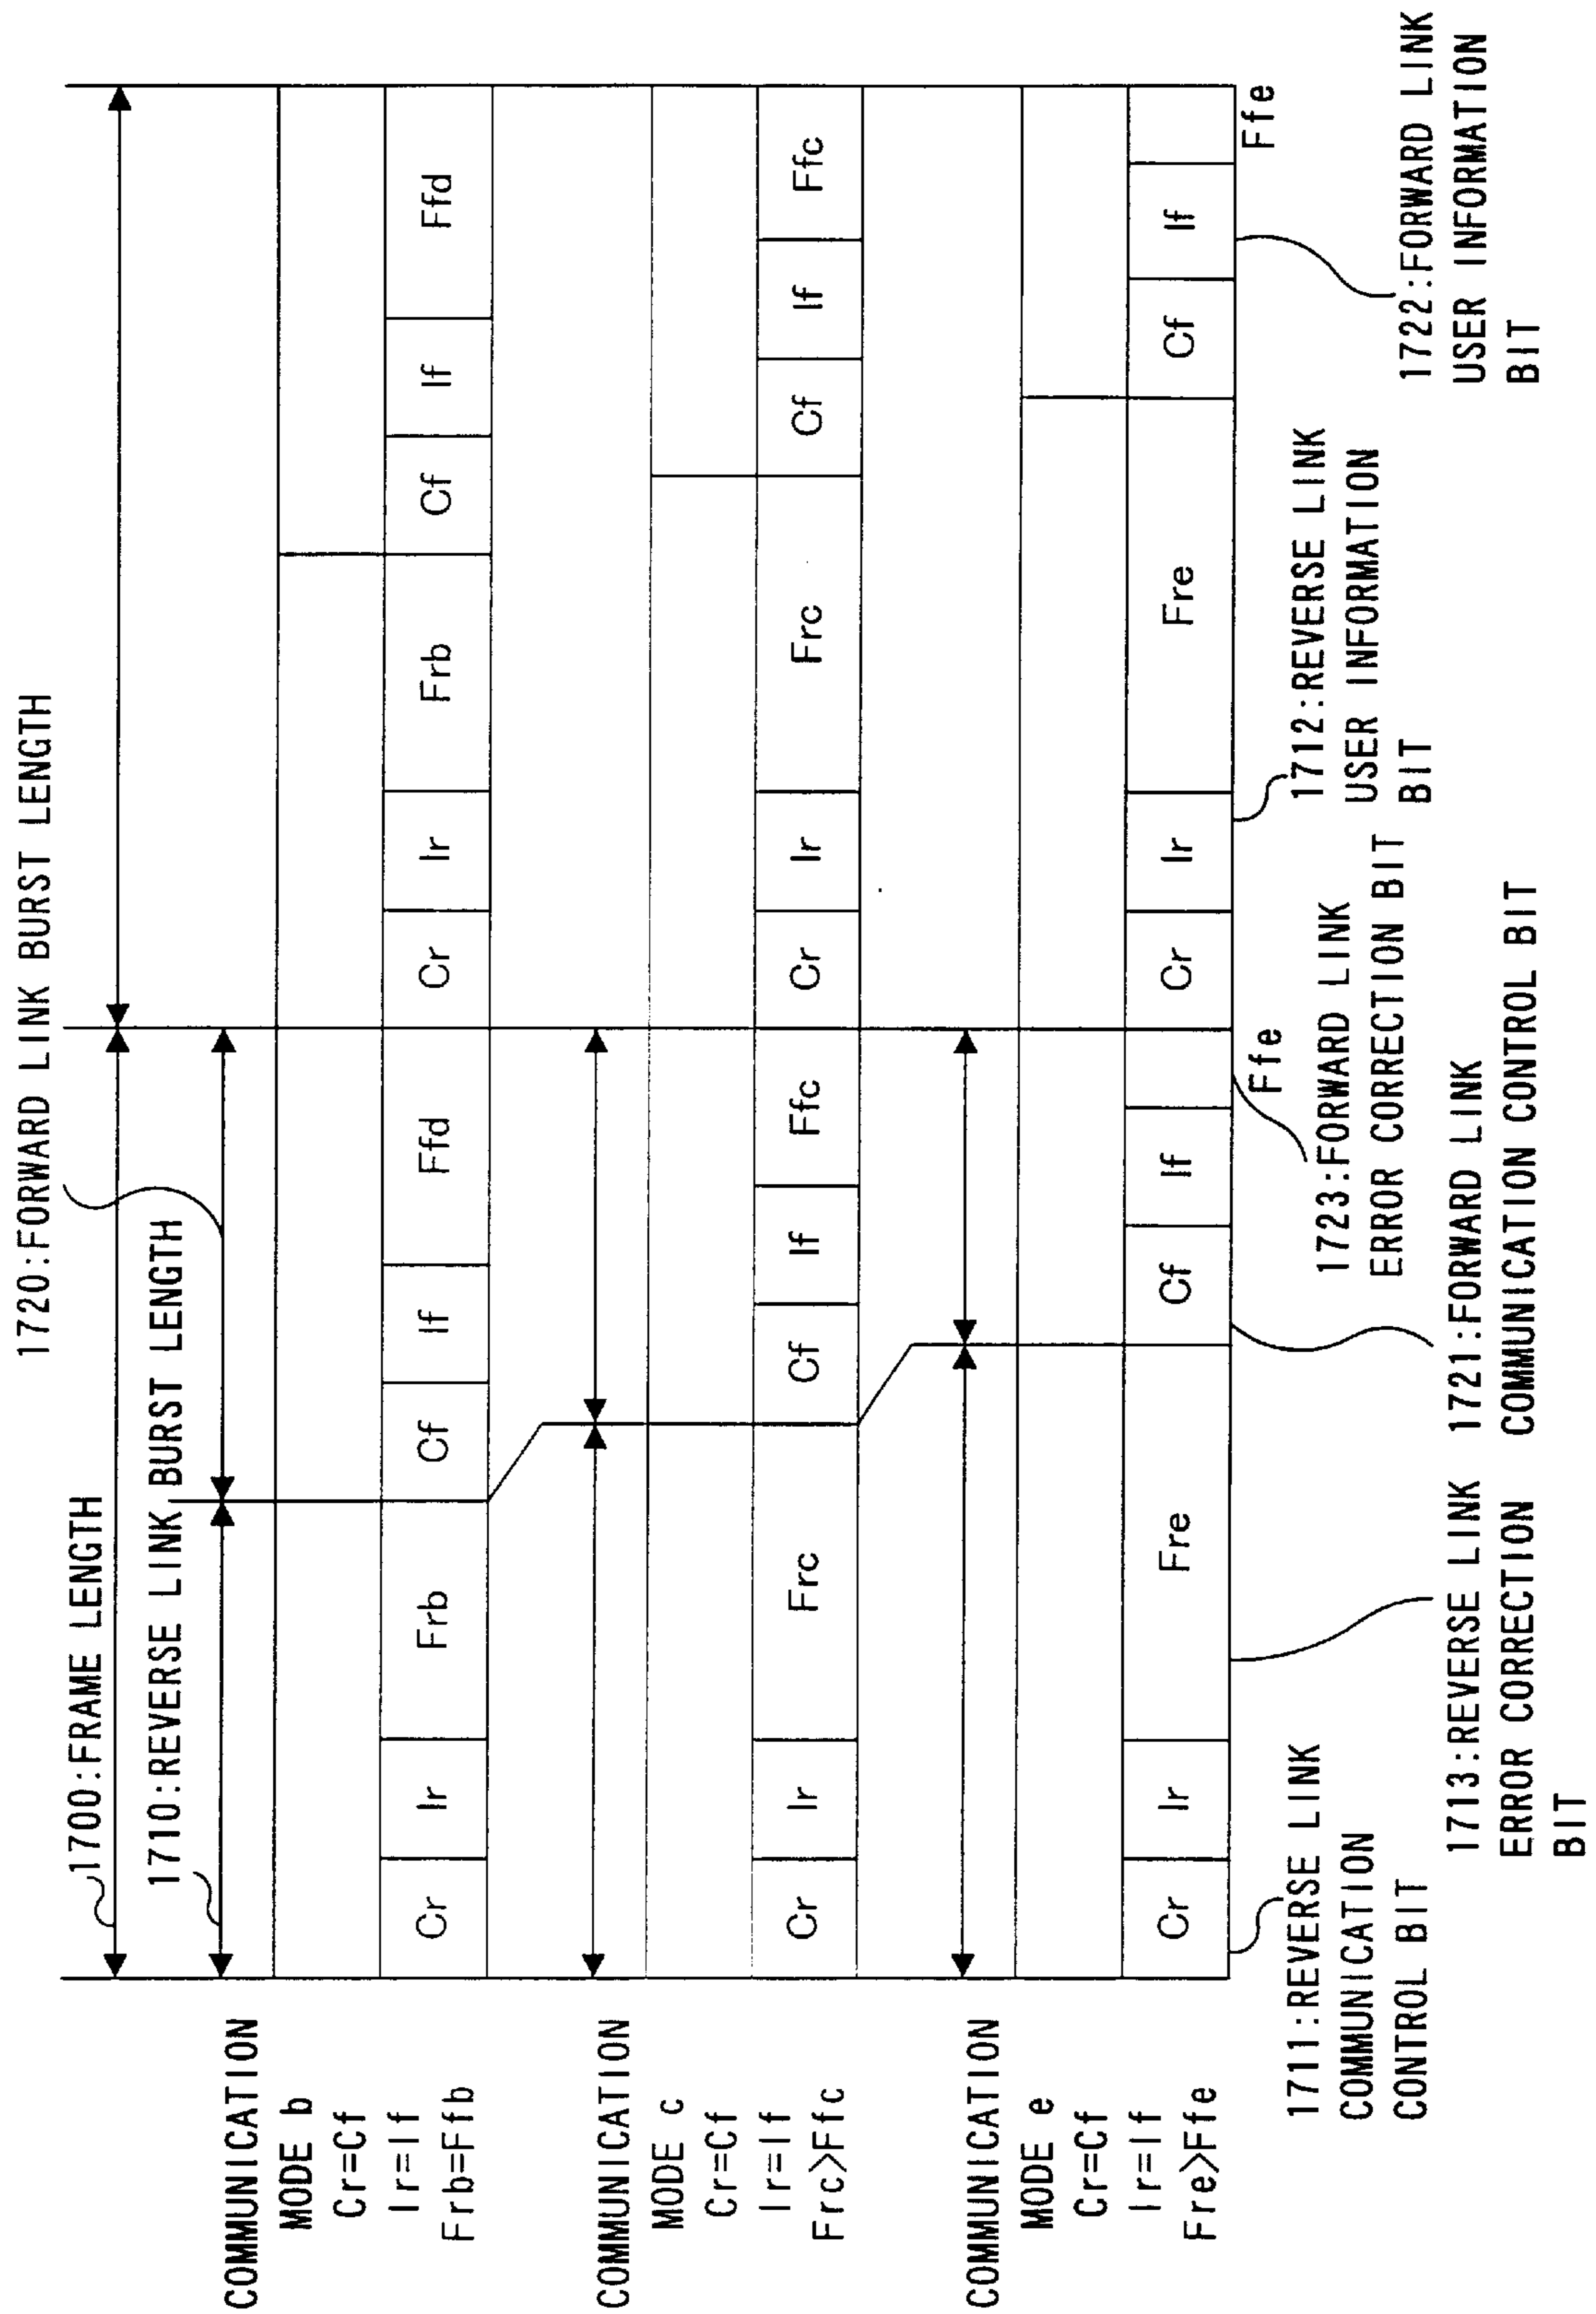 1720:FORWARD LINK BURST LENGTH
1700:FRAME LENGTH
1710:REVERSE LINK BURST LENGTH
COMMUNICATION
MODE b
Cr=Cf
Ir=If
Frb=Ffb
Cr Ir Frb Cf If Ffd Cr Ir Frb Cf If Ffd
COMMUNICATION
MODE c
Cr=Cf
Ir=If
Frc>Ffc
Cr Ir Frc Cf If Ffc Cr Ir Frc Cf If Ffc
COMMUNICATION
MODE e
Cr=Cf
Ir=If
Fre>Ffe
Cr Ir Fre Cf If Cr Ir Fre Cf If
Ffe
Ffe
1711:REVERSE LINK
COMMUNICATION
CONTROL BIT
1713:REVERSE LINK
ERROR CORRECTION
BIT
1721:FORWARD LINK
COMMUNICATION CONTROL BIT
1723:FORWARD LINK
ERROR CORRECTION BIT
1712:REVERSE LINK
USER INFORMATION
BIT
1722:FORWARD LINK
USER INFORMATION
BIT